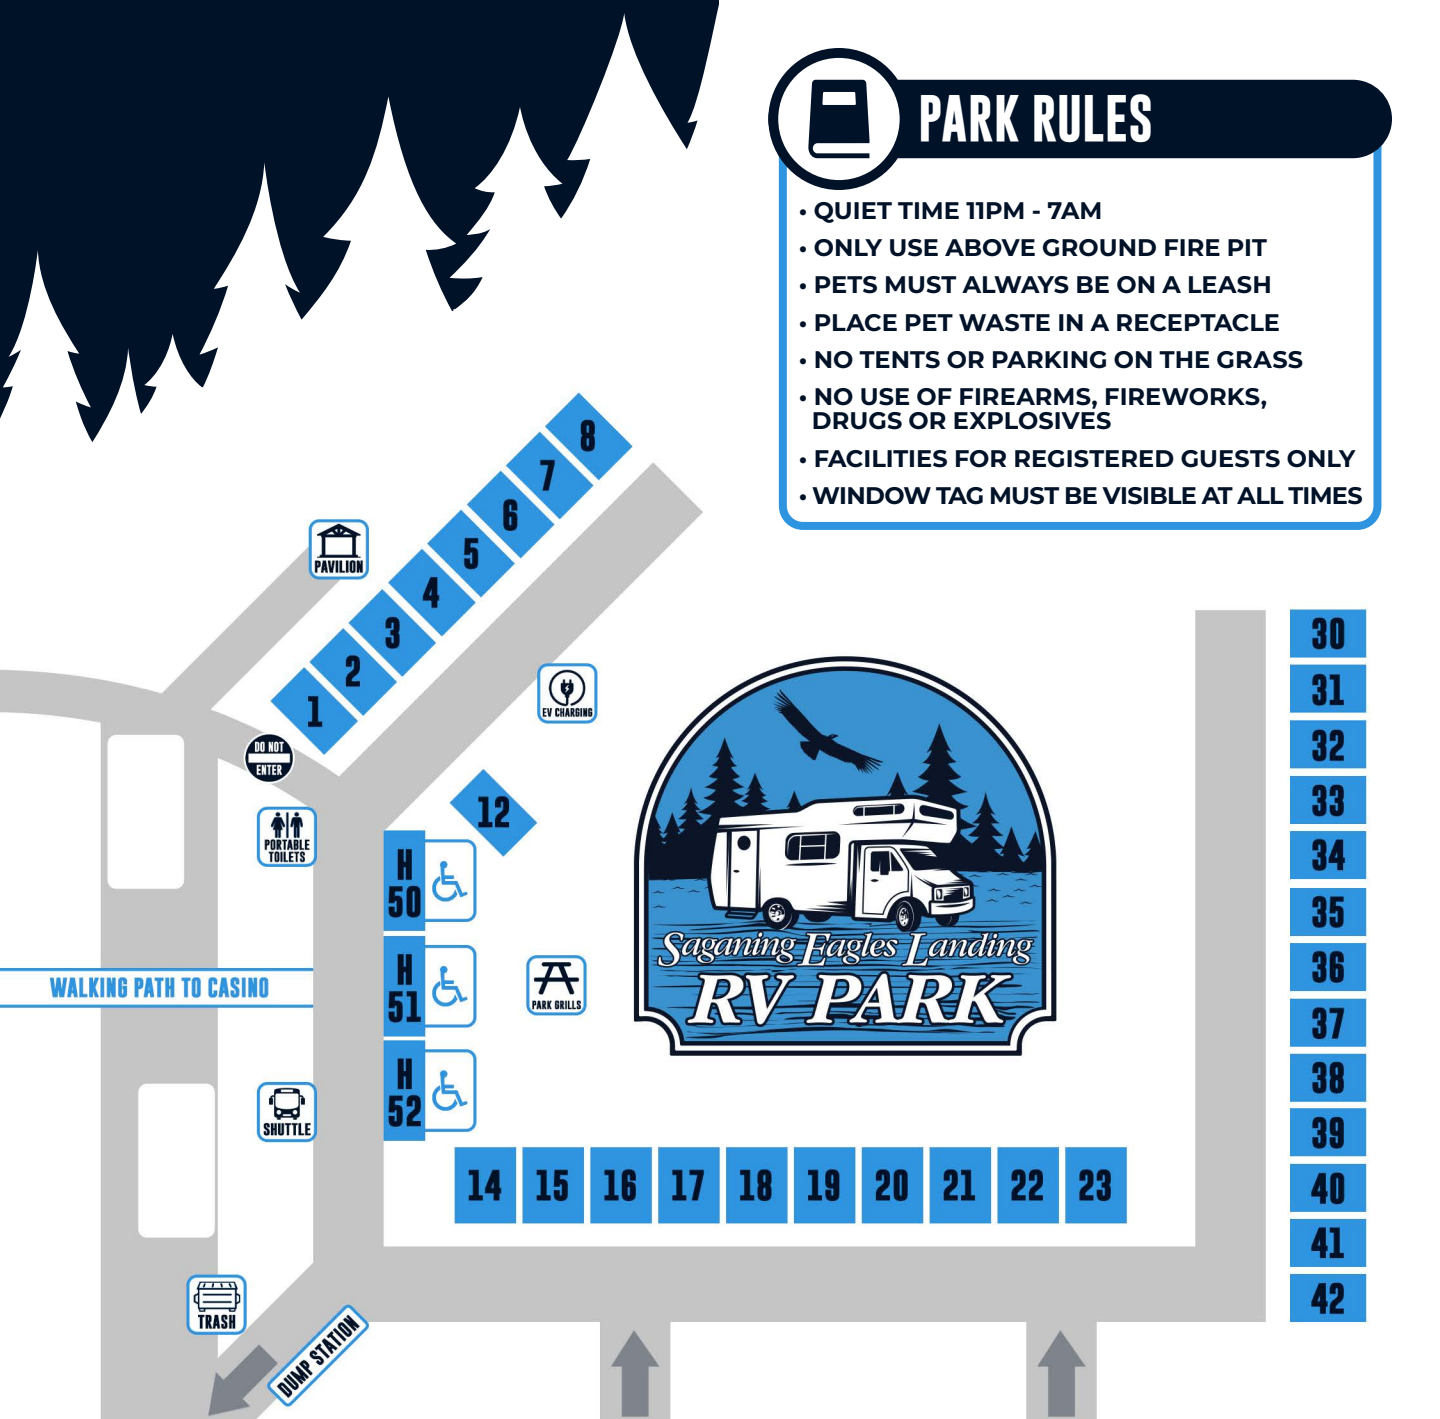 PARK RULES
• QUIET TIME 11PM - 7AM
• ONLY USE ABOVE GROUND FIRE PIT
• PETS MUST ALWAYS BE ON A LEASH
• PLACE PET WASTE IN A RECEPTACLE
• NO TENTS OR PARKING ON THE GRASS
• NO USE OF FIREARMS, FIREWORKS,
DRUGS OR EXPLOSIVES
• FACILITIES FOR REGISTERED GUESTS ONLY
• WINDOW TAG MUST BE VISIBLE AT ALL TIMES
8
7
6
5
4
3
2
1
PAVILION
EV CHARGING
DO NOT
ENTER
PORTABLE
TOILETS
12
H
50
H
51
H
52
WALKING PATH TO CASINO
PARK GRILLS
SHUTTLE
Saganing Eagles Landing
RV PARK
14
15
16
17
18
19
20
21
22
23
30
31
32
33
34
35
36
37
38
39
40
41
42
TRASH
DUMP STATION